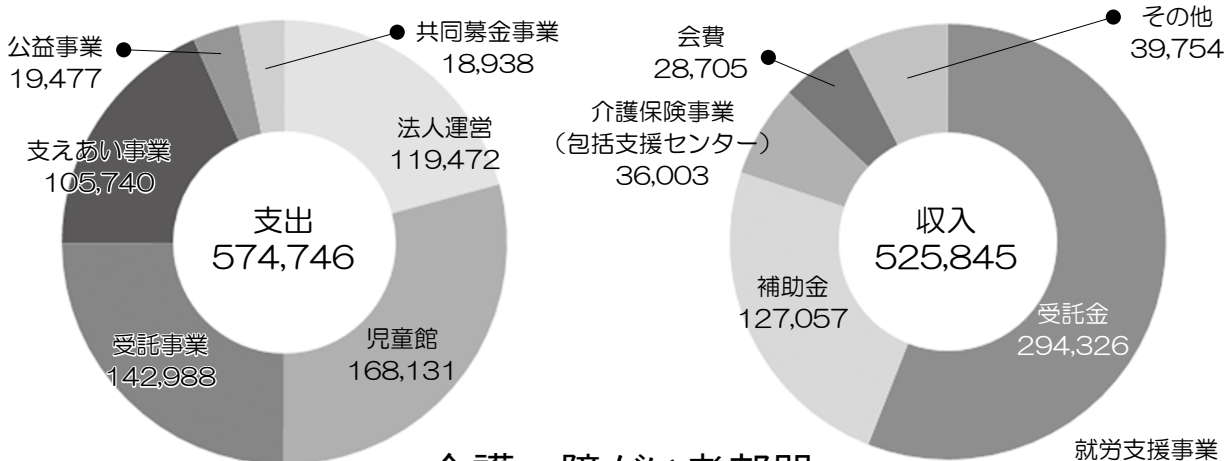 公益事業
19,477
共同募金事業
18,938
法人運営
119,472
支えあい事業
105,740
支出
574,746
児童館
168,131
受託事業
142,988
会費
28,705
その他
39,754
介護保険事業
（包括支援センター）
36,003
収入
525,845
補助金
127,057
受託金
294,326
就労支援事業